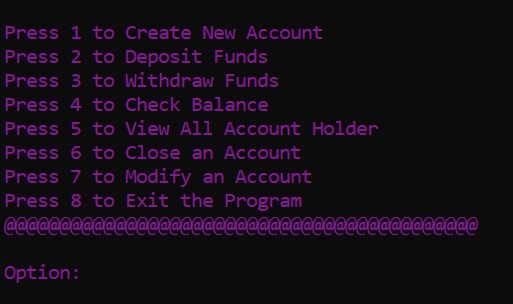 Press 1 to Create New Account
Press 2 to Deposit Funds
Press 3 to Withdraw Funds
Press 4 to Check Balance
Press 5 to View All Account Holder
Press 6 to Close an Account
Press 7 to Modify an Account
Press 8 to Exit the Program
@@@@@@@@@@@@@@@@@@@@@@@@@@@@@@@@@@@@@@@@@@@
Option: